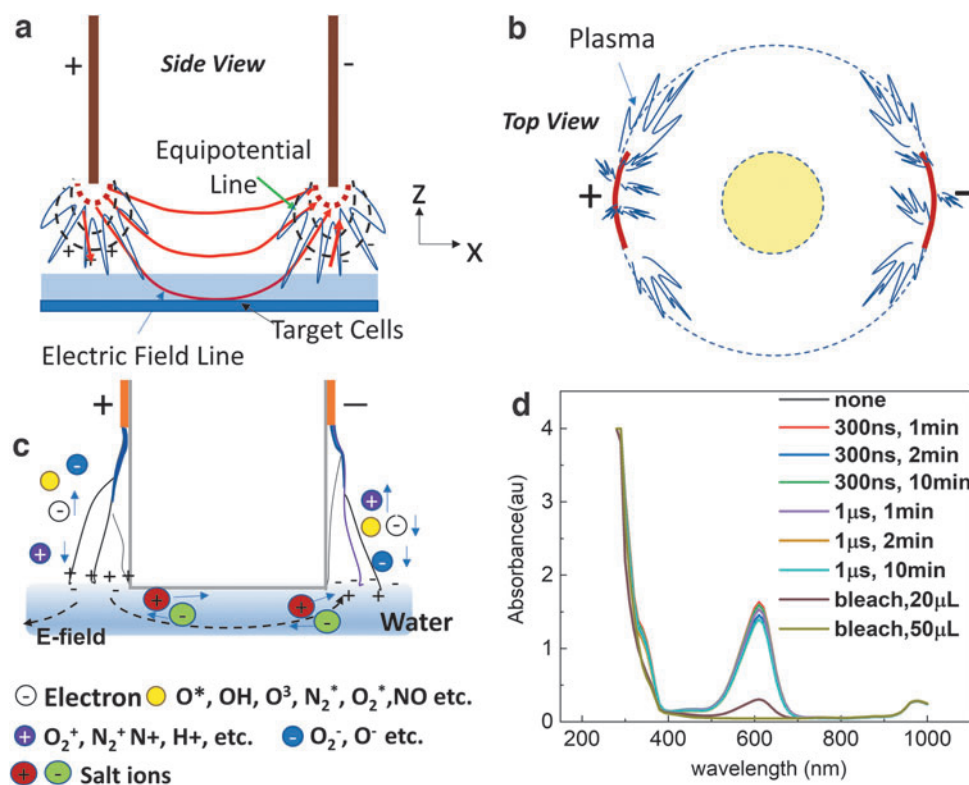 a
+
Side View
-
Equipotential
Line
Z
X
+ + +
- -
Target Cells
Electric Field Line
b
Plasma
Top View
+
-
c
+
—
+
-
-
+
+
-
-
+ + + + +
- - -
- - - - -
+ + +
+
-
+
-
E-field
Water
- Electron O*, OH, O³, N₂*, O₂*,NO etc.
+ O₂⁺, N₂⁺ N+, H+, etc. - O₂⁻, O⁻ etc.
+ - Salt ions
d
none
300ns, 1min
300ns, 2min
300ns, 10min
1μs, 1min
1μs, 2min
1μs, 10min
bleach,20μL
bleach,50μL
Absorbance(au)
4
3
2
1
0
200 400 600 800 1000
wavelength (nm)